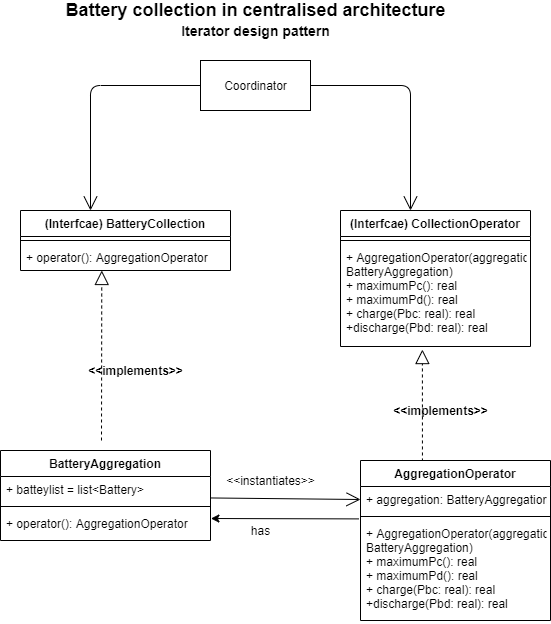 Battery collection in centralised architecture
Iterator design pattern
Coordinator
(Interfcae) BatteryCollection
+ operator(): AggregationOperator
(Interfcae) CollectionOperator
+ AggregationOperator(aggregatic
BatteryAggregation)
+ maximumPc(): real
+ maximumPd(): real
+ charge(Pbc: real): real
+discharge(Pbd: real): real
<<implements>>
<<implements>>
BatteryAggregation
+ batteylist = list<Battery>
+ operator(): AggregationOperator
<<instantiates>>
has
AggregationOperator
+ aggregation: BatteryAggregation
+ AggregationOperator(aggregatic
BatteryAggregation)
+ maximumPc(): real
+ maximumPd(): real
+ charge(Pbc: real): real
+discharge(Pbd: real): real